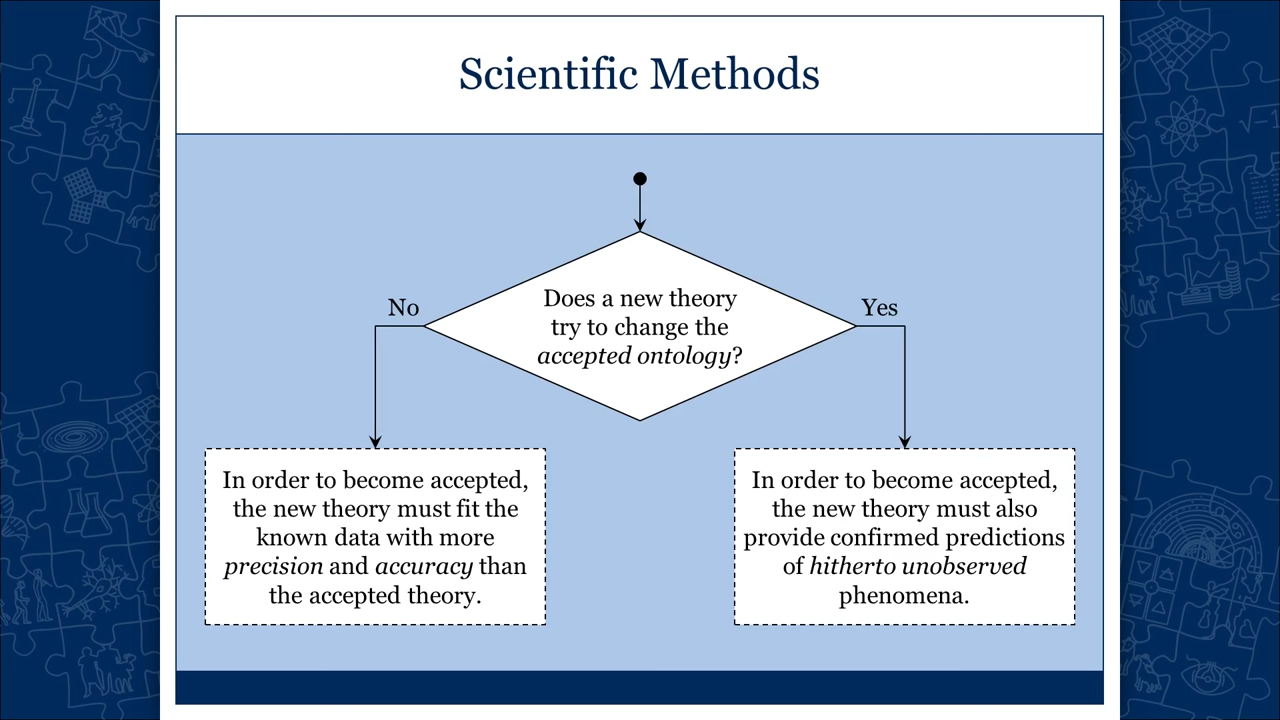 Scientific Methods
Does a new theory
try to change the
accepted ontology?
No
Yes
In order to become accepted,
the new theory must fit the
known data with more
precision and accuracy than
the accepted theory.
In order to become accepted,
the new theory must also
provide confirmed predictions
of hitherto unobserved
phenomena.
√-1